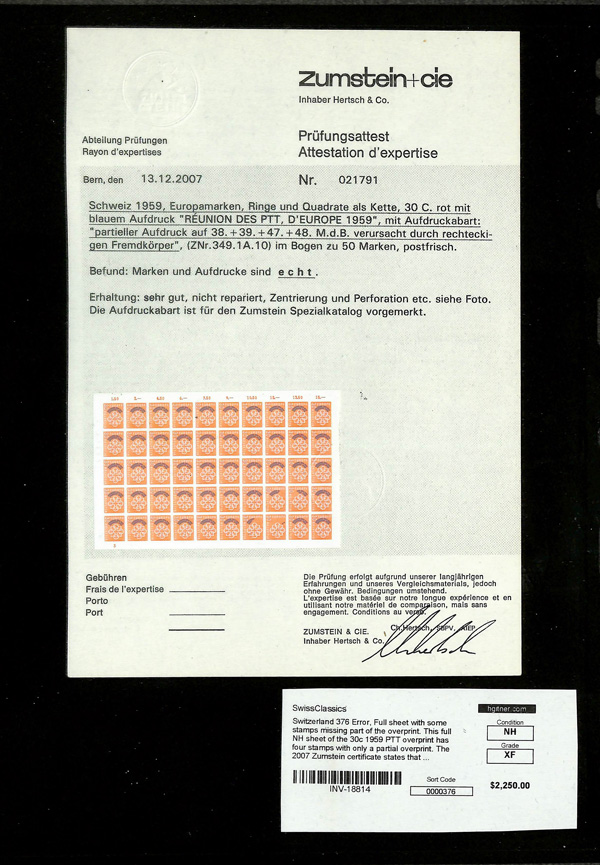 zumstein+cie
Inhaber Hertsch & Co.
Abteilung Prüfungen
Rayon d'expertises
Prüfungsattest
Attestation d'expertise
Bern, den 13.12.2007
Nr. 021791
Schweiz 1959, Europamarken, Ringe und Quadrate als Kette, 30 C. rot mit
blauem Aufdruck "RÉUNION DES PTT, D'EUROPE 1959", mit Aufdruckabart:
"partieller Aufdruck auf 38.+39.+47.+48. M.d.B. verursacht durch rechtecki-
gen Fremdkörper", (ZNr.349.1A.10) im Bogen zu 50 Marken, postfrisch.
Befund: Marken und Aufdrucke sind echt.
Erhaltung: sehr gut, nicht repariert, Zentrierung und Perforation etc. siehe Foto.
Die Aufdruckabart ist für den Zumstein Spezialkatalog vorgemerkt.
Gebühren
Frais de l'expertise
Porto
Port
Die Prüfung erfolgt aufgrund unserer langjährigen
Erfahrungen und unseres Vergleichsmaterials, jedoch
ohne Gewähr. Bedingungen umstehend.
L'expertise est basée sur notre longue expérience et en
utilisant notre matériel de comparaison, mais sans
engagement. Conditions au verso.
ZUMSTEIN & CIE.
Inhaber Hertsch & Co.
Ch. Hertsch, SBPV, AIEP
SwissClassics
hgitner.com
Switzerland 376 Error, Full sheet with some
stamps missing part of the overprint. This full
NH sheet of the 30c 1959 PTT overprint has
four stamps with only a partial overprint. The
2007 Zumstein certificate states that ...
Condition
NH
Grade
XF
INV-18814
Sort Code
0000376
$2,250.00